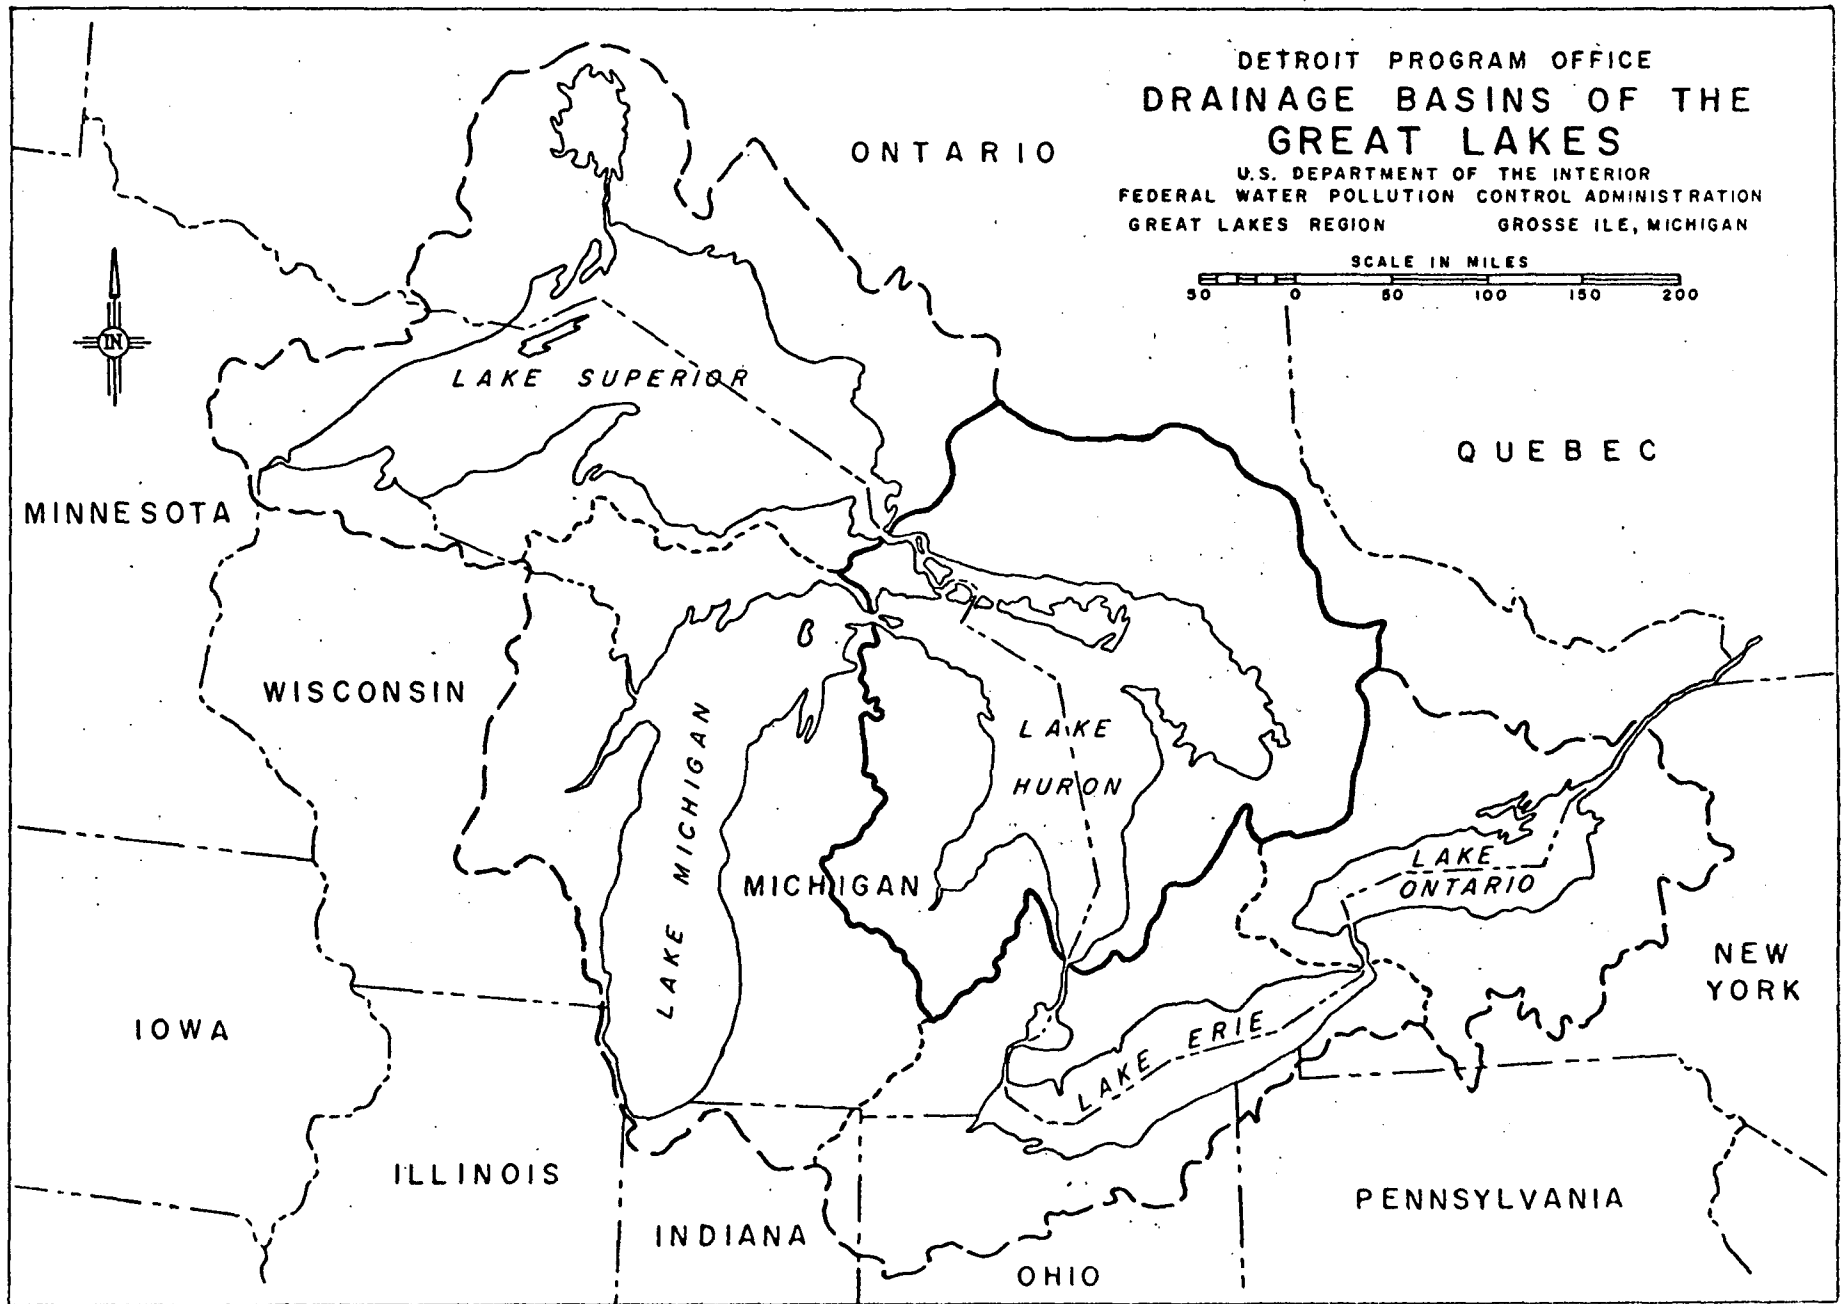 DETROIT PROGRAM OFFICE
DRAINAGE BASINS OF THE
GREAT LAKES
U.S. DEPARTMENT OF THE INTERIOR
FEDERAL WATER POLLUTION CONTROL ADMINISTRATION
GREAT LAKES REGION GROSSE ILE, MICHIGAN
SCALE IN MILES
50 0 50 100 150 200
ONTARIO
IN
LAKE SUPERIOR
QUEBEC
MINNESOTA
WISCONSIN
LAKE MICHIGAN
LAKE
HURON
MICHIGAN
LAKE
ONTARIO
NEW
YORK
IOWA
LAKE ERIE
ILLINOIS
INDIANA
OHIO
PENNSYLVANIA